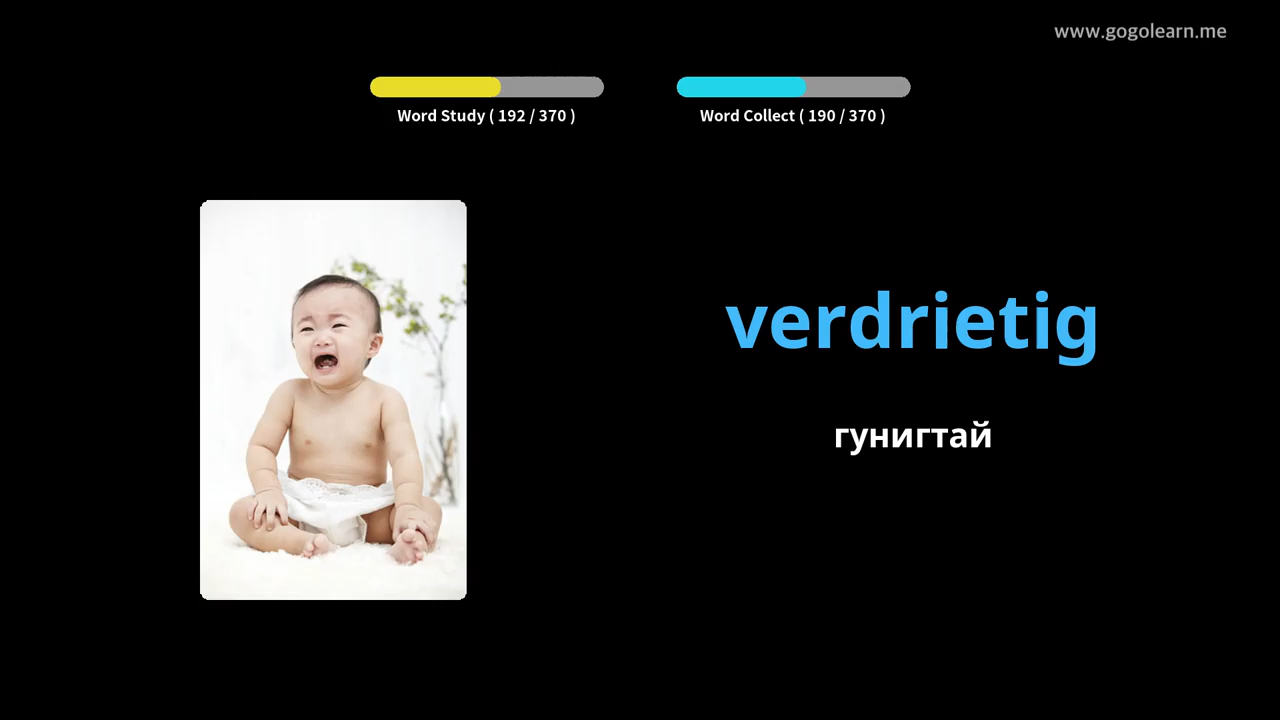 www.gogolearn.me
Word Study ( 192 / 370 )
Word Collect ( 190 / 370 )
verdrietig
гунигтай